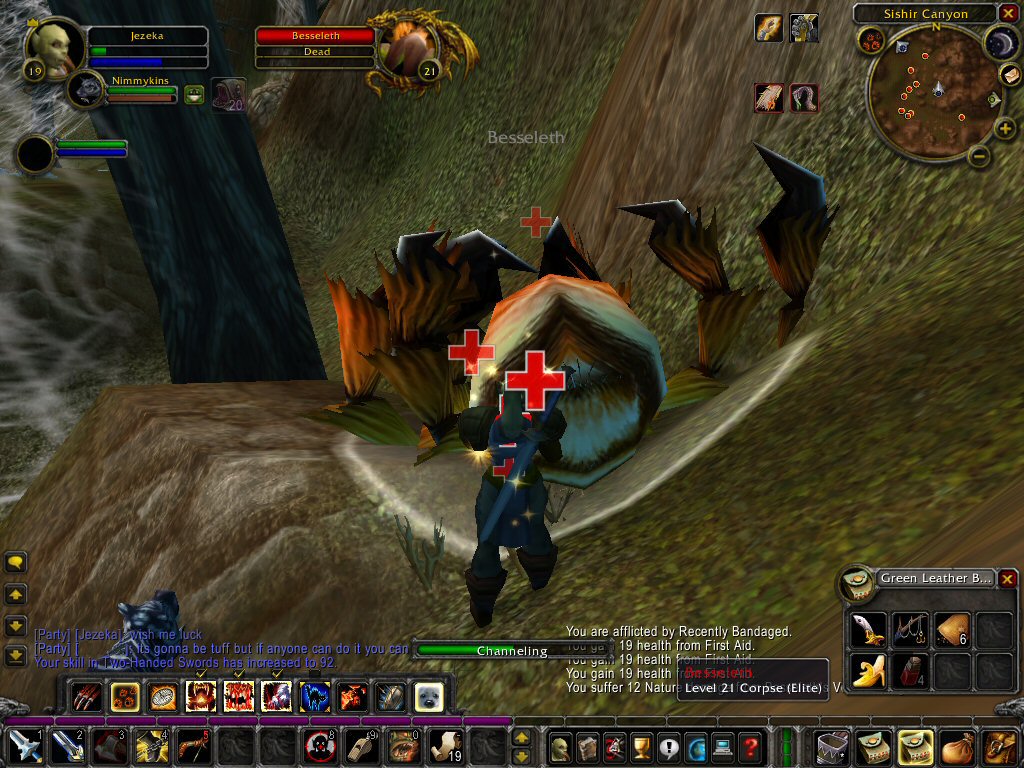 Jezeka
19
Nimmykins
20
Besseleth
Dead
21
Sishir Canyon
N
Besseleth
[Party] [Jezeka]: wish me luck
[Party] [ ]: its gonna be tuff but if anyone can do it you can
Your skill in Two-Handed Swords has increased to 92.
Channeling
You are afflicted by Recently Bandaged.
You gain 19 health from First Aid.
You gain 19 health from First Aid.
You suffer 12 Nature
Besseleth
Level 21 Corpse (Elite)
Green Leather B...
6
4
1
2
3
4
5
8
9
0
19